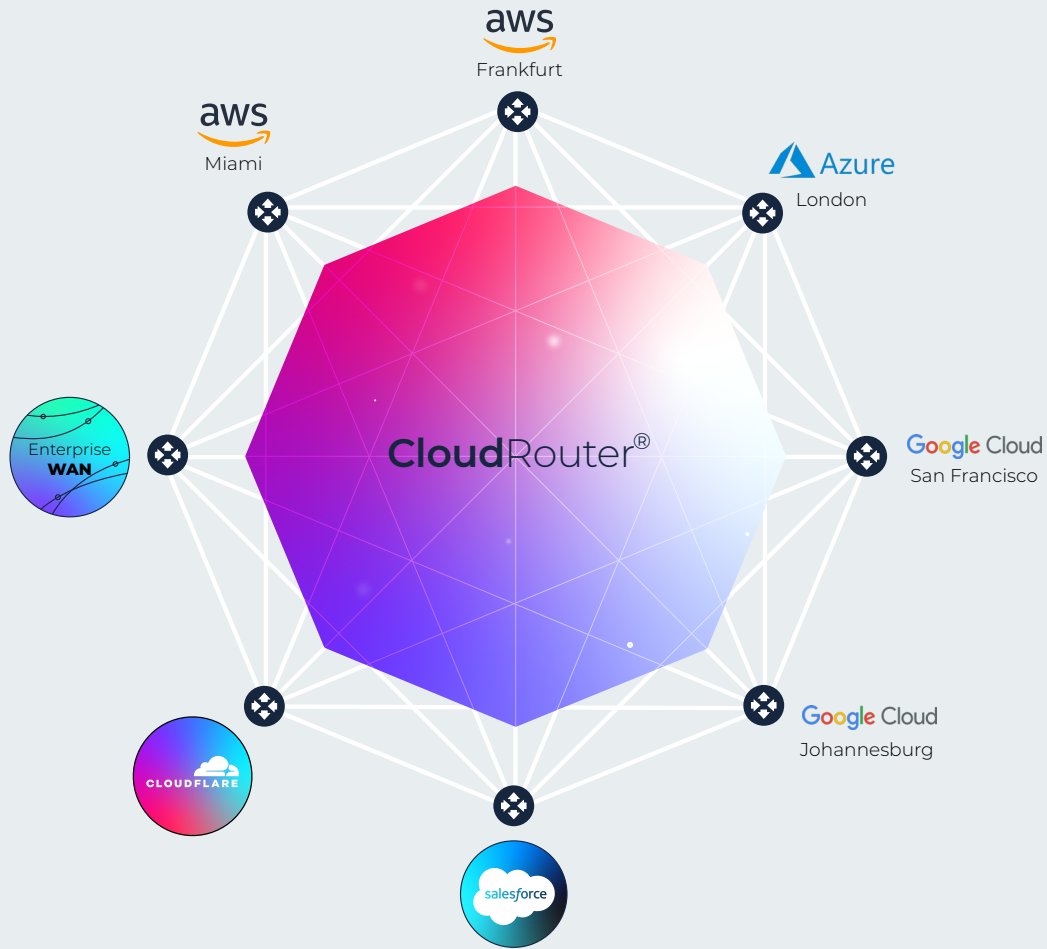 aws
Frankfurt
aws
Miami
Azure
London
Enterprise
WAN
CloudRouter®
Google Cloud
San Francisco
Google Cloud
Johannesburg
CLOUDFLARE
salesforce